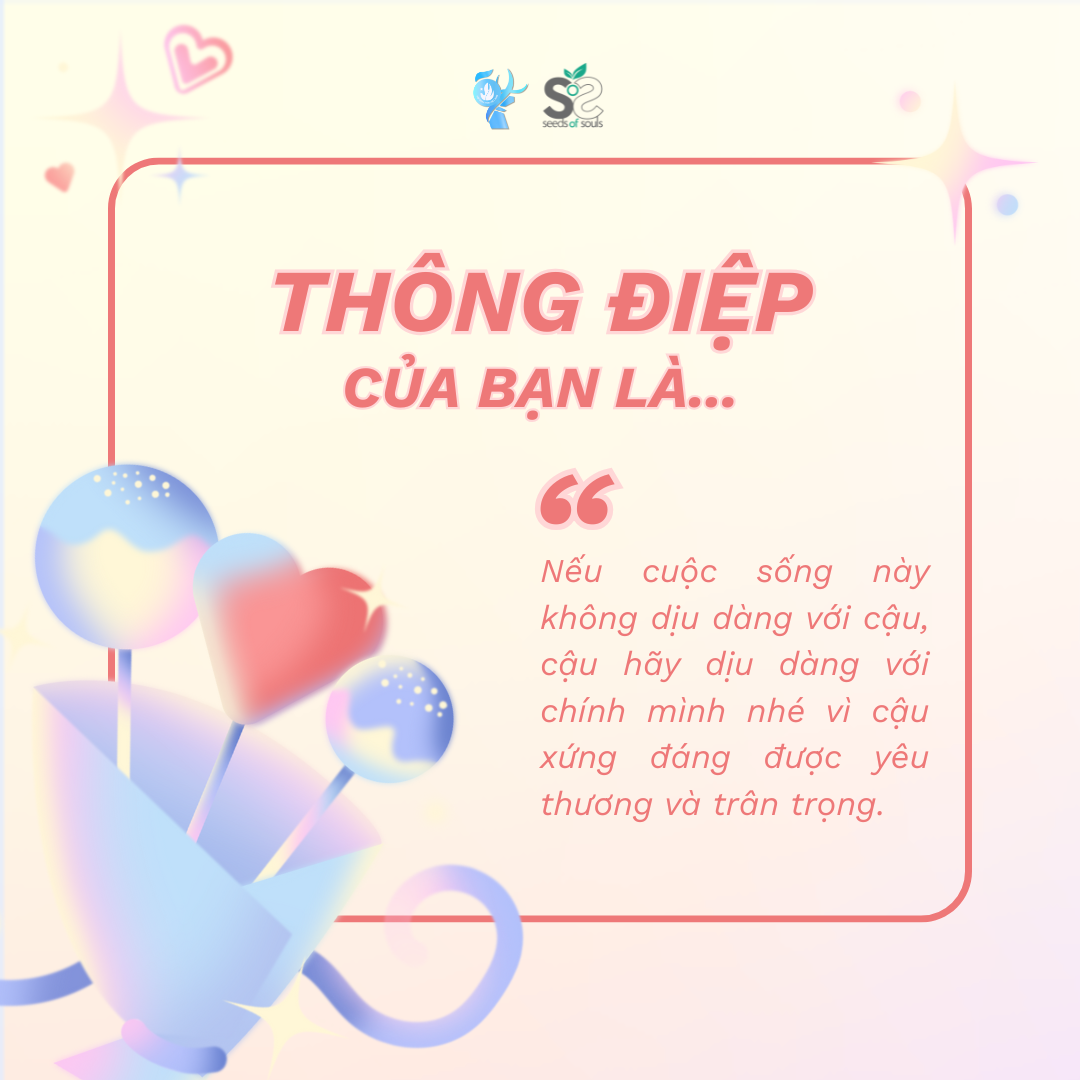 SOS
seeds of souls
THÔNG ĐIỆP
CỦA BẠN LÀ...
“
Nếu cuộc sống này
không dịu dàng với cậu,
cậu hãy dịu dàng với
chính mình nhé vì cậu
xứng đáng được yêu
thương và trân trọng.